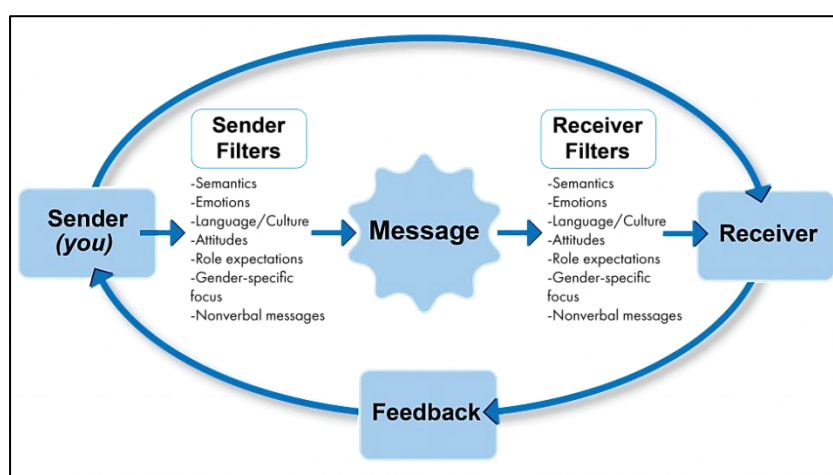 Sender
Filters
-Semantics
-Emotions
-Language/Culture
-Attitudes
-Role expectations
-Gender-specific
focus
-Nonverbal messages
Receiver
Filters
-Semantics
-Emotions
-Language/Culture
-Attitudes
-Role expectations
-Gender-specific
focus
-Nonverbal messages
Sender
(you)
Message
Receiver
Feedback